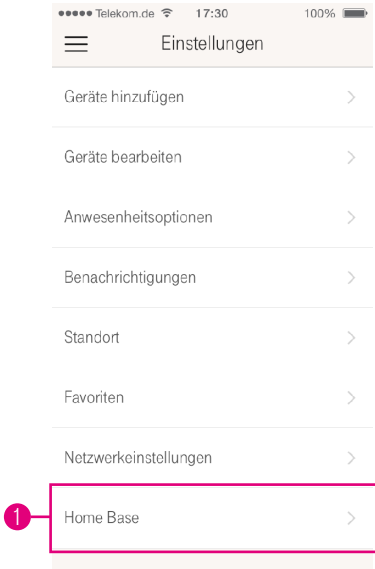 Telekom.de 17:30 100%
Einstellungen
Geräte hinzufügen
Geräte bearbeiten
Anwesenheitsoptionen
Benachrichtigungen
Standort
Favoriten
Netzwerkeinstellungen
1 Home Base